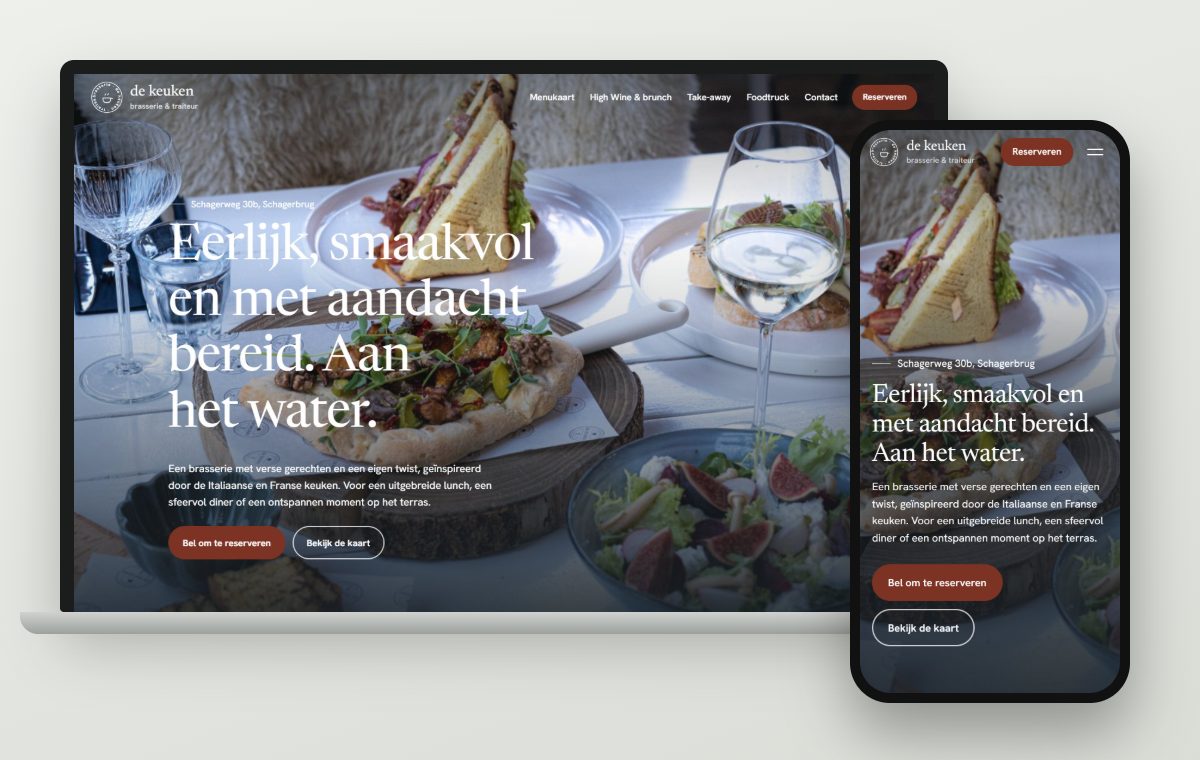 de keuken
brasserie & traiteur
Menukaart
High Wine & brunch
Take-away
Foodtruck
Contact
Reserveren
Schagerweg 30b, Schagerbrug
Eerlijk, smaakvol
en met aandacht
bereid. Aan
het water.
Een brasserie met verse gerechten en een eigen twist, geïnspireerd
door de Italiaanse en Franse keuken. Voor een uitgebreide lunch, een
sfeervol diner of een ontspannen moment op het terras.
Bel om te reserveren
Bekijk de kaart
de keuken
brasserie & traiteur
Reserveren
Schagerweg 30b, Schagerbrug
Eerlijk, smaakvol en
met aandacht bereid.
Aan het water.
Een brasserie met verse gerechten en een eigen
twist, geïnspireerd door de Italiaanse en Franse
keuken. Voor een uitgebreide lunch, een sfeervol
diner of een ontspannen moment op het terras.
Bel om te reserveren
Bekijk de kaart